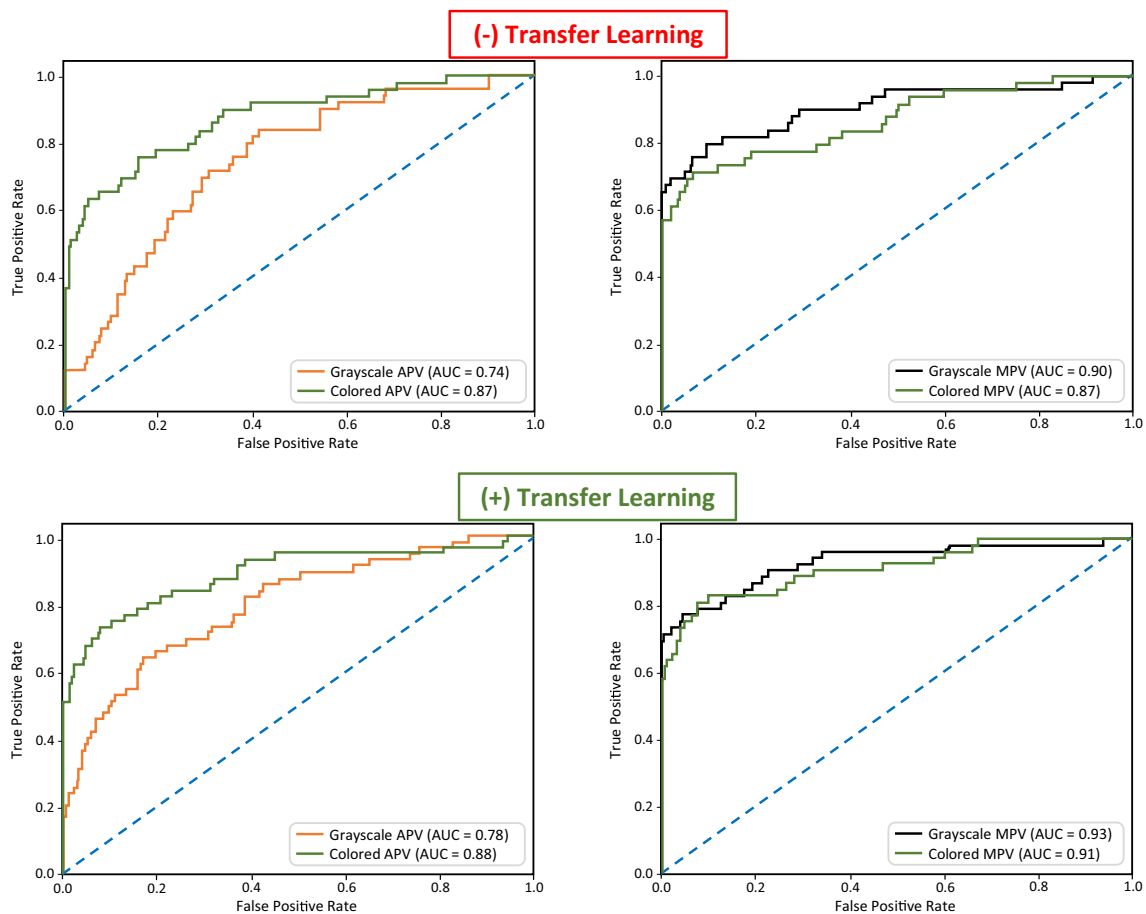 (-) Transfer Learning
True Positive Rate
1.0
0.8
0.6
0.4
0.2
0.0
Grayscale APV (AUC = 0.74)
Colored APV (AUC = 0.87)
0.0 0.2 0.4 0.6 0.8 1.0
False Positive Rate
True Positive Rate
1.0
0.8
0.6
0.4
0.2
0.0
Grayscale MPV (AUC = 0.90)
Colored MPV (AUC = 0.87)
0.0 0.2 0.4 0.6 0.8 1.0
False Positive Rate
(+) Transfer Learning
True Positive Rate
1.0
0.8
0.6
0.4
0.2
0.0
Grayscale APV (AUC = 0.78)
Colored APV (AUC = 0.88)
0.0 0.2 0.4 0.6 0.8 1.0
False Positive Rate
True Positive Rate
1.0
0.8
0.6
0.4
0.2
0.0
Grayscale MPV (AUC = 0.93)
Colored MPV (AUC = 0.91)
0.0 0.2 0.4 0.6 0.8 1.0
False Positive Rate